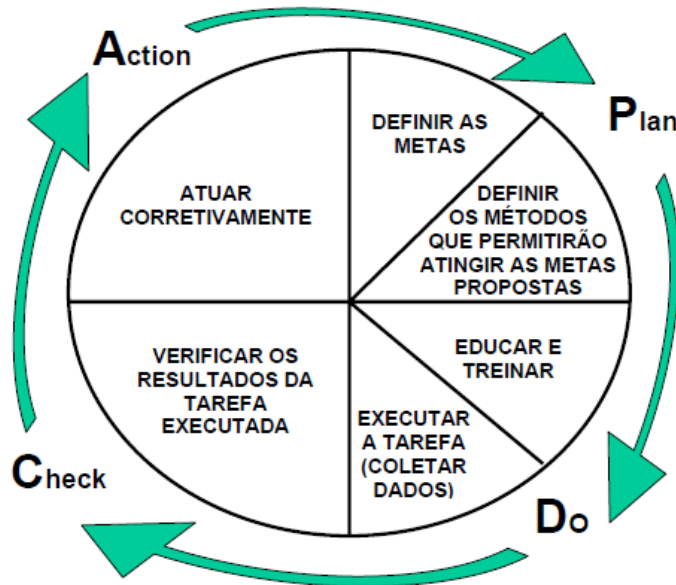 Action
Plan
DEFINIR AS
METAS
DEFINIR
OS MÉTODOS
QUE PERMITIRÃO
ATINGIR AS METAS
PROPOSTAS
EDUCAR E
TREINAR
EXECUTAR
A TAREFA
(COLETAR
DADOS)
Do
VERIFICAR OS
RESULTADOS DA
TAREFA
EXECUTADA
Check
ATUAR
CORRETIVAMENTE